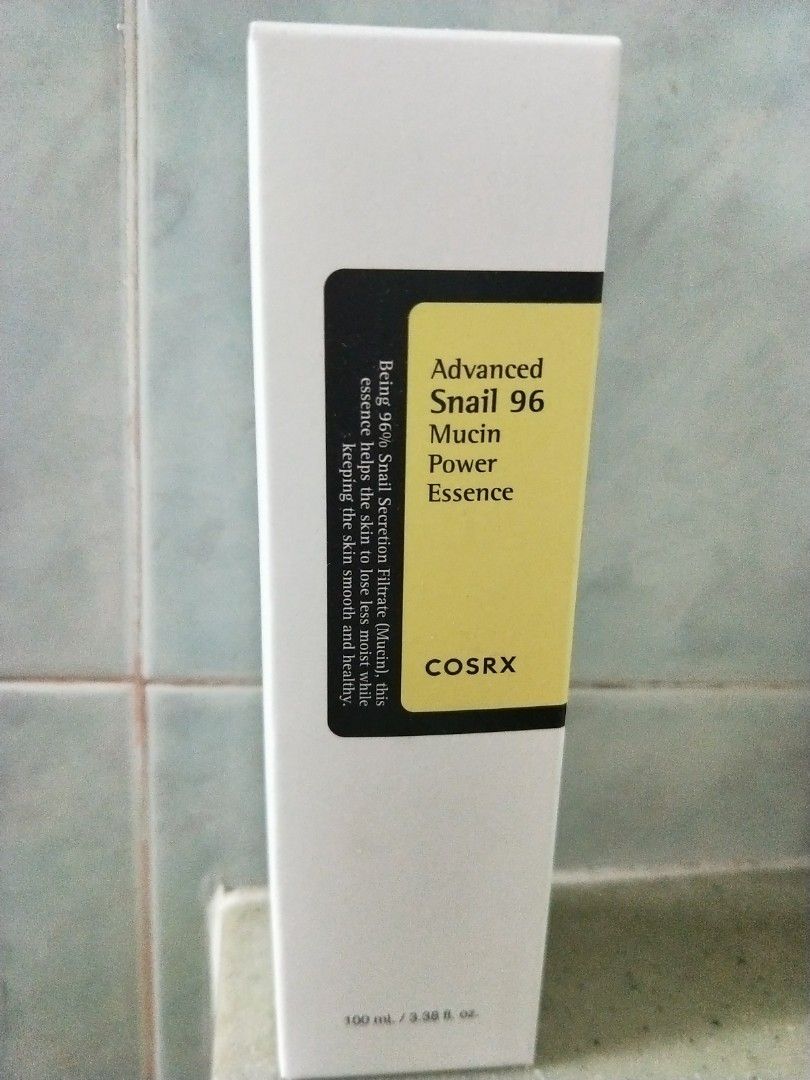 Advanced
Snail 96
Mucin
Power
Essence
COSRX
Being 96% Snail Secretion Filtrate (Mucin), this
essence helps the skin to lose less moist while
keeping the skin smooth and healthy.
100 mL / 3.38 fl. oz.